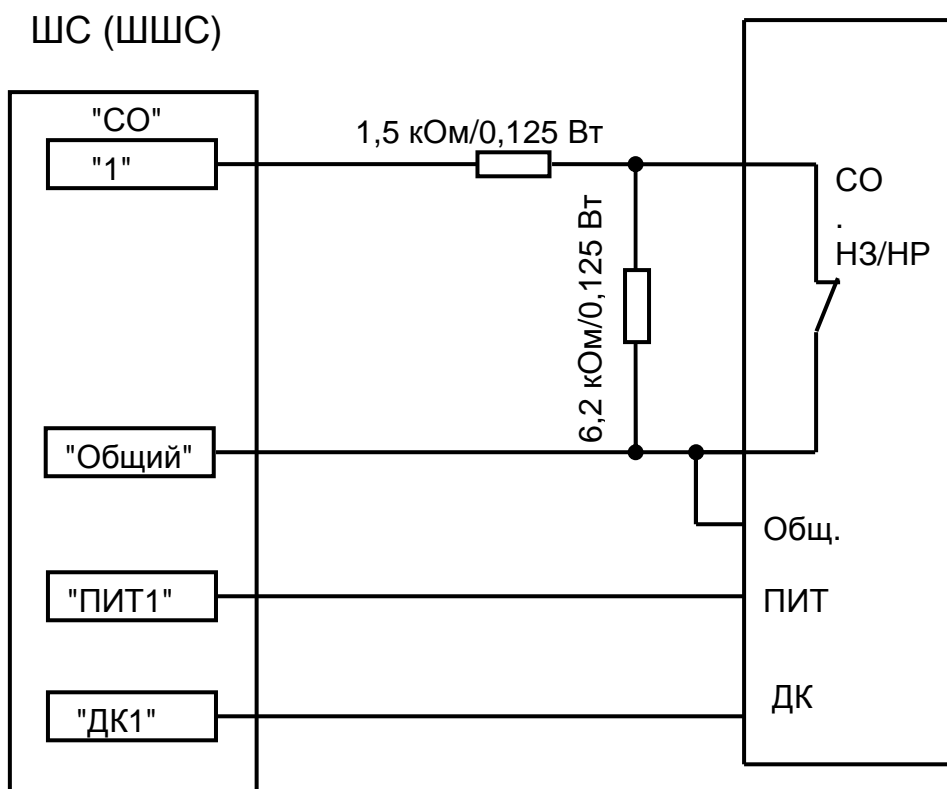 ШС (ШШС)
"СО"
"1"
1,5 кОм/0,125 Вт
6,2 кОм/0,125 Вт
СО
.
НЗ/НР
"Общий"
Общ.
"ПИТ1"
ПИТ
"ДК1"
ДК